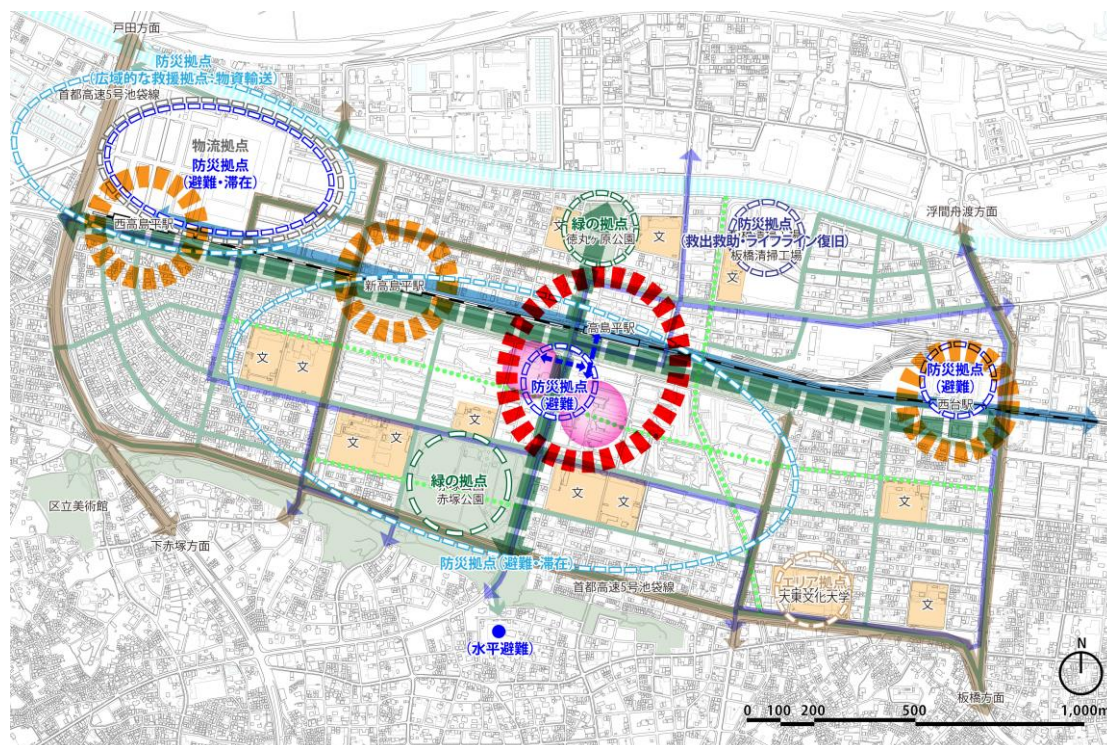 戸田方面
防災拠点
(広域的な救援拠点・物資輸送)
首都高速5号池袋線
物流拠点
防災拠点
(避難・滞在)
西高島平駅
新高島平駅
緑の拠点
徳丸ヶ原公園
文
文
防災拠点
(救出救助・ライフライン復旧)
板橋清掃工場
文
浮間舟渡方面
高島平駅
防災拠点
(避難)
防災拠点
(避難)
西台駅
文
文
文
文
文
緑の拠点
赤塚公園
文
文
文
区立美術館
下赤塚方面
防災拠点(避難・滞在)
首都高速5号池袋線
エリア拠点
大東文化大学
文
(水平避難)
板橋方面
N
0 100 200 500 1,000m